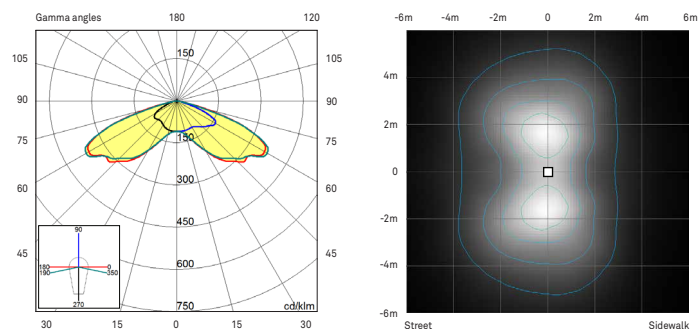 Gamma angles 180 120
105 105
90 90
75 75
60 60
45 45
30 15 0 15 30
150
150
300
450
600
750
cd/klm
90
180 0
190 350
270
-6m -4m -2m 0 2m 4m 6m
4m
2m
0
-2m
-4m
-6m
Street Sidewalk